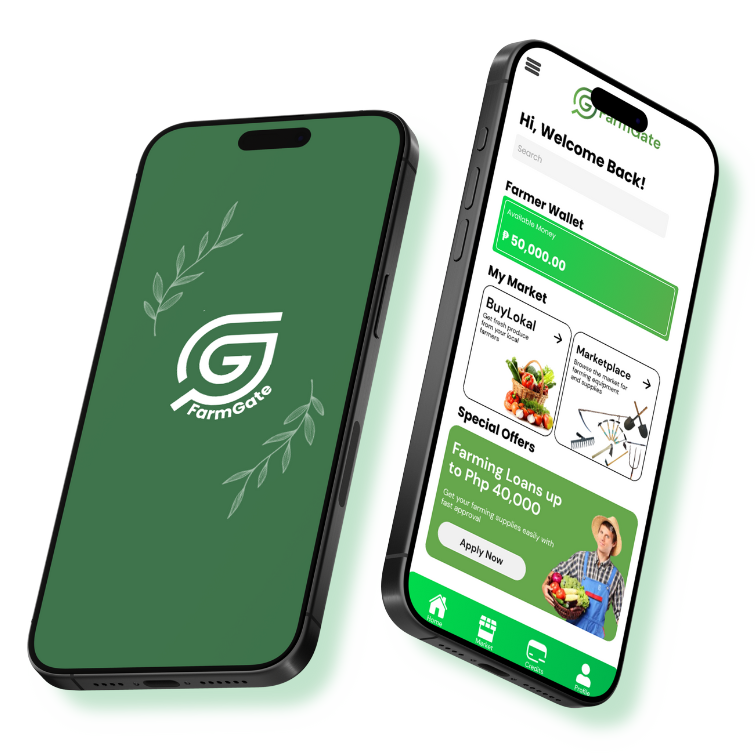 G
FarmGate
FarmGate
Hi, Welcome Back!
Search
Farmer Wallet
Available Money
₱ 50,000.00
My Market
BuyLokal
Get fresh produce
from your local
farmers
Marketplace
Browse the market for
farming equipment
and supplies
Special Offers
Farming Loans up
to Php 40,000
Get your farming supplies easily with
fast approval
Apply Now
Home
Market
Credits
Profile